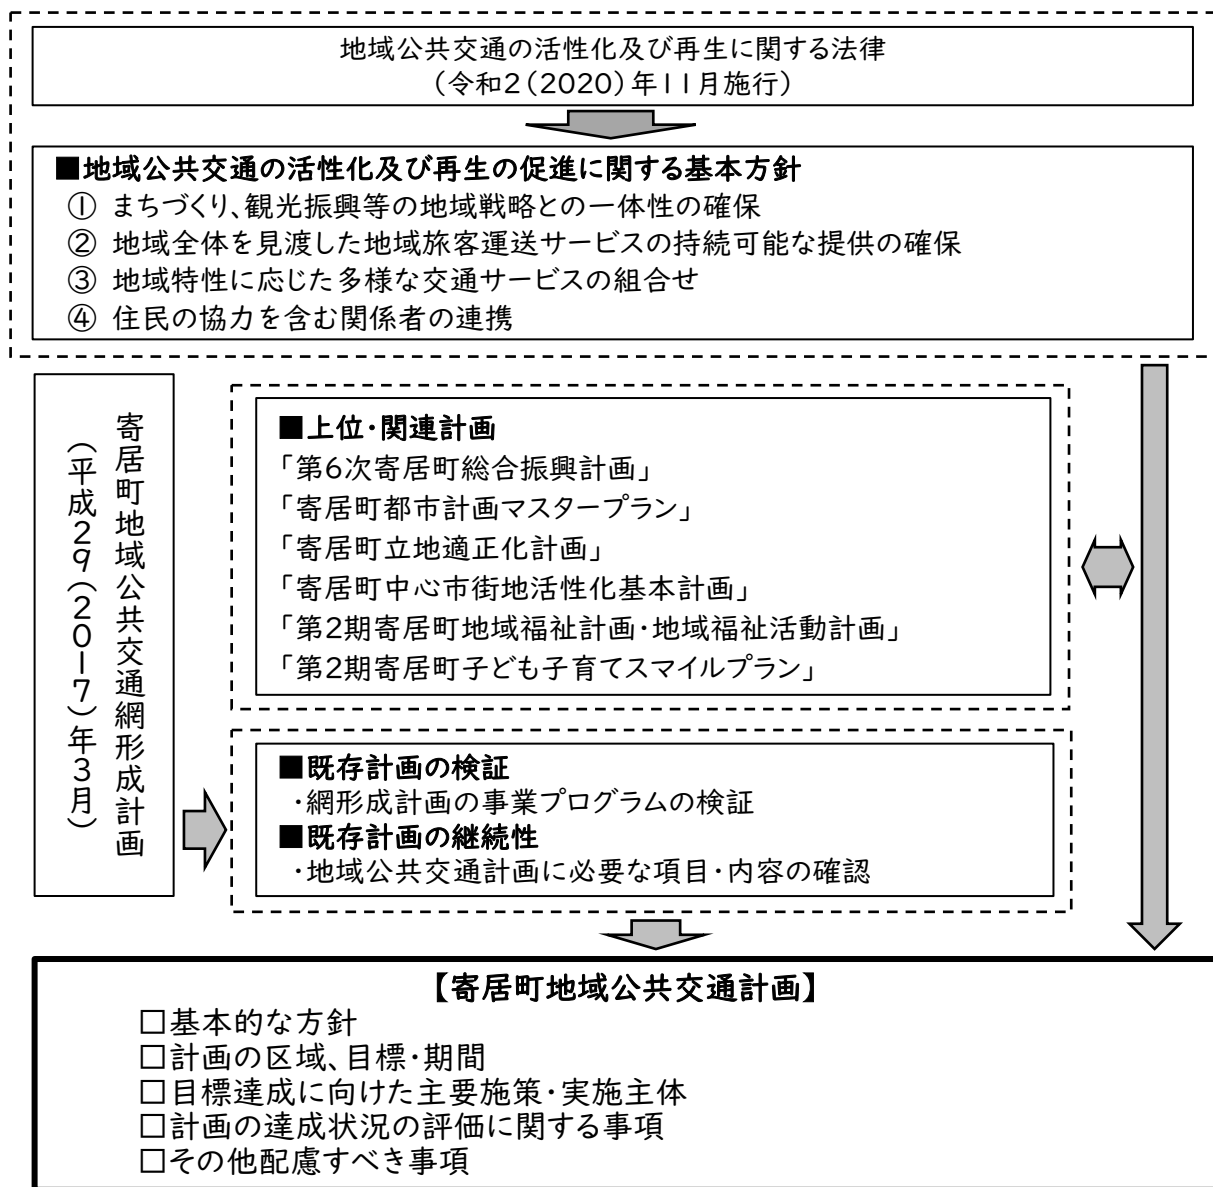 地域公共交通の活性化及び再生に関する法律
（令和2（2020）年11月施行）
■地域公共交通の活性化及び再生の促進に関する基本方針
① まちづくり、観光振興等の地域戦略との一体性の確保
② 地域全体を見渡した地域旅客運送サービスの持続可能な提供の確保
③ 地域特性に応じた多様な交通サービスの組合せ
④ 住民の協力を含む関係者の連携
寄居町地域公共交通網形成計画
（平成29（2017）年3月）
■上位・関連計画
「第6次寄居町総合振興計画」
「寄居町都市計画マスタープラン」
「寄居町立地適正化計画」
「寄居町中心市街地活性化基本計画」
「第2期寄居町地域福祉計画・地域福祉活動計画」
「第2期寄居町子ども子育てスマイルプラン」
■既存計画の検証
・網形成計画の事業プログラムの検証
■既存計画の継続性
・地域公共交通計画に必要な項目・内容の確認
【寄居町地域公共交通計画】
□基本的な方針
□計画の区域、目標・期間
□目標達成に向けた主要施策・実施主体
□計画の達成状況の評価に関する事項
□その他配慮すべき事項